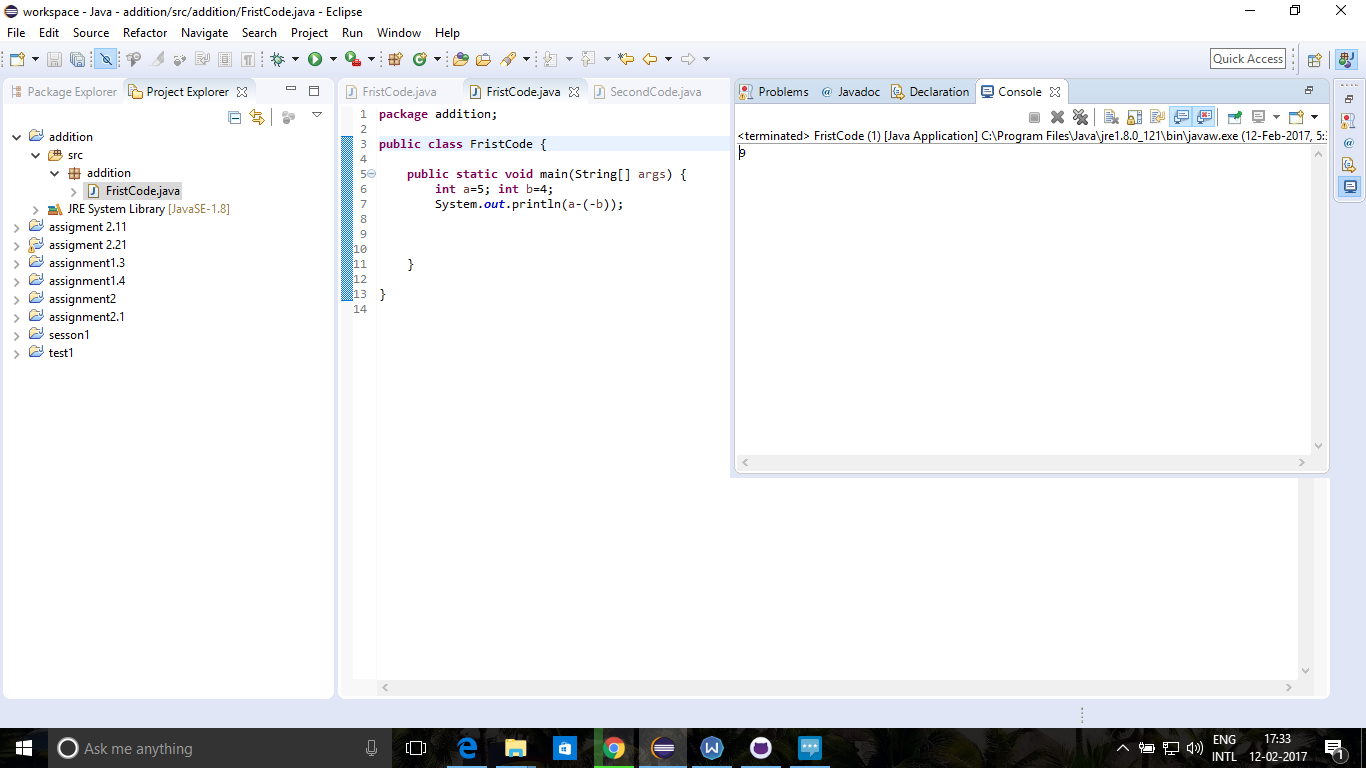 workspace - Java - addition/src/addition/FristCode.java - Eclipse
File Edit Source Refactor Navigate Search Project Run Window Help
Quick Access
Package Explorer Project Explorer
addition
src
addition
FristCode.java
JRE System Library [JavaSE-1.8]
assigment 2.11
assigment 2.21
assignment1.3
assignment1.4
assignment2
assignment2.1
sesson1
test1
FristCode.java FristCode.java SecondCode.java
1 package addition;
2
3 public class FristCode {
4
5 public static void main(String[] args) {
6 int a=5; int b=4;
7 System.out.println(a-(-b));
8
9
10
11 }
12
13 }
14
Problems @ Javadoc Declaration Console
<terminated> FristCode (1) [Java Application] C:\Program Files\Java\jre1.8.0_121\bin\javaw.exe (12-Feb-2017, 5:
9
Ask me anything
ENG
INTL
17:33
12-02-2017
1